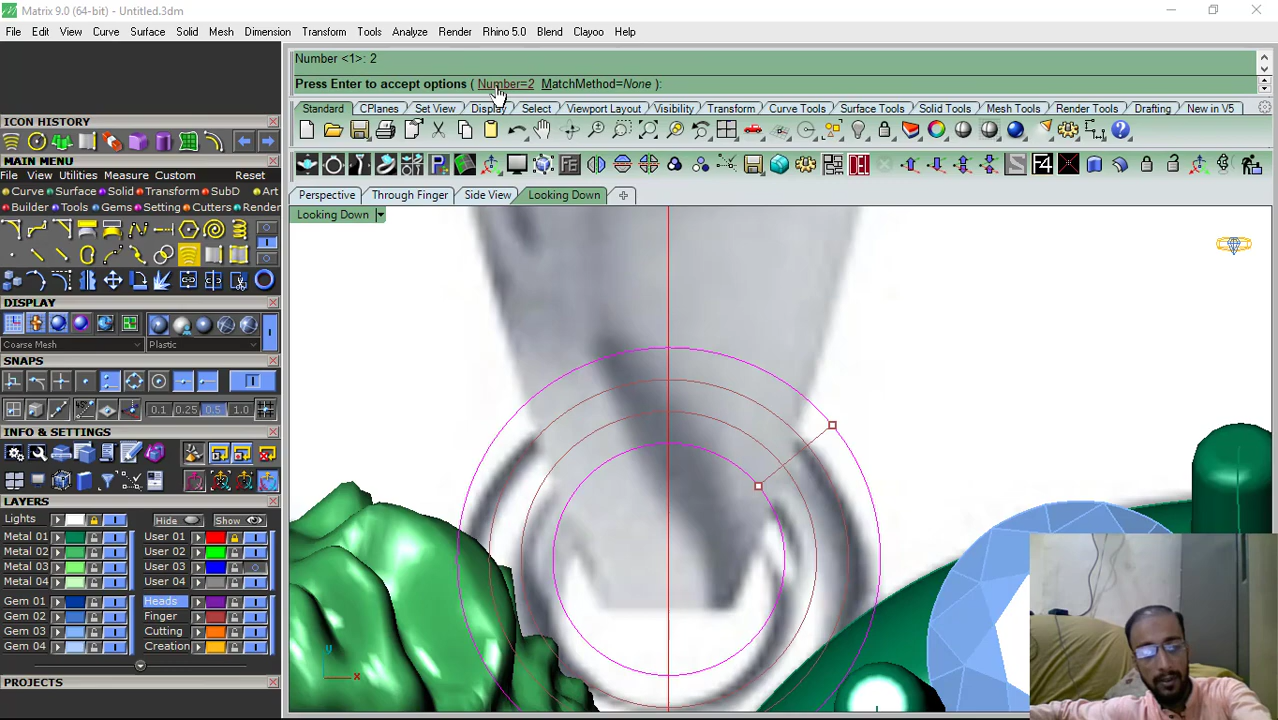 Matrix 9.0 (64-bit) - Untitled.3dm
File Edit View Curve Surface Solid Mesh Dimension Transform Tools Analyze Render Rhino 5.0 Blend Clayoo Help
Number <1>: 2
Press Enter to accept options ( Number=2 MatchMethod=None ):
Standard CPlanes Set View Display Select Viewport Layout Visibility Transform Curve Tools Surface Tools Solid Tools Mesh Tools Render Tools Drafting New in V5
F4
Perspective Through Finger Side View Looking Down
Looking Down
ICON HISTORY
MAIN MENU
File View Utilities Measure Custom Reset
Curve Surface Solid Transform SubD Art
Builder Tools Gems Setting Cutters Render
DISPLAY
Coarse Mesh Plastic
SNAPS
0.1 0.25 0.5 1.0
INFO & SETTINGS
LAYERS
Lights Hide Show
Metal 01 User 01
Metal 02 User 02
Metal 03 User 03
Metal 04 User 04
Gem 01 Heads
Gem 02 Finger
Gem 03 Cutting
Gem 04 Creation
PROJECTS
y
x